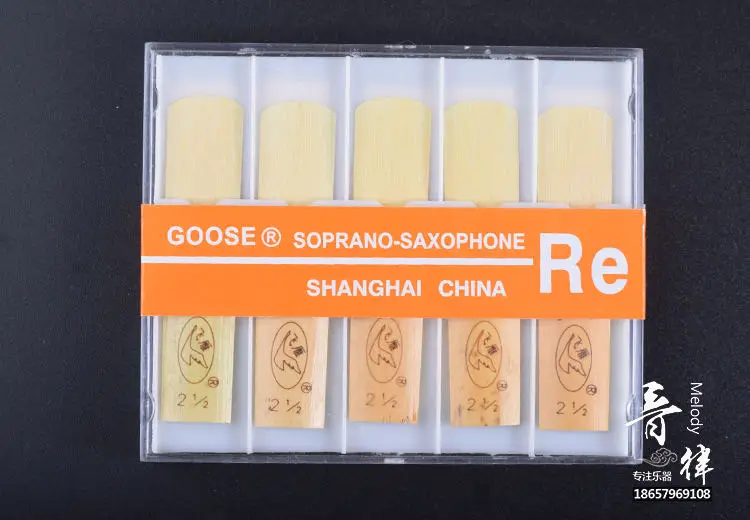 GOOSE ® SOPRANO-SAXOPHONE
Re
SHANGHAI CHINA
® ® ® ® ®
2 ½ 2 ½ 2 ½ 2 ½ 2 ½
音律
Melody
专注乐器
18657969108